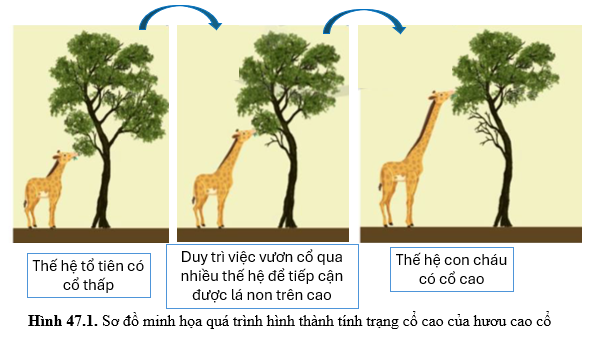 Thế hệ tổ tiên có
cổ thấp
Duy trì việc vươn cổ qua
nhiều thế hệ để tiếp cận
được lá non trên cao
Thế hệ con cháu
có cổ cao
Hình 47.1. Sơ đồ minh họa quá trình hình thành tính trạng cổ cao của hươu cao cổ